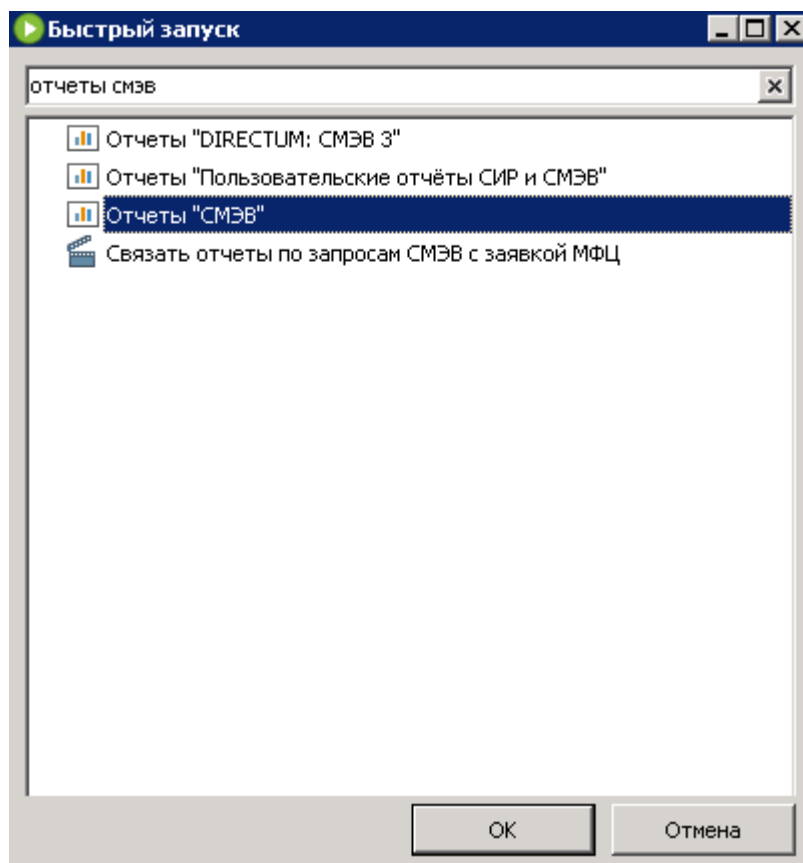 Быстрый запуск
отчеты смэв
Отчеты "DIRECTUM: СМЭВ 3"
Отчеты "Пользовательские отчёты СИР и СМЭВ"
Отчеты "СМЭВ"
Связать отчеты по запросам СМЭВ с заявкой МФЦ
ОК Отмена